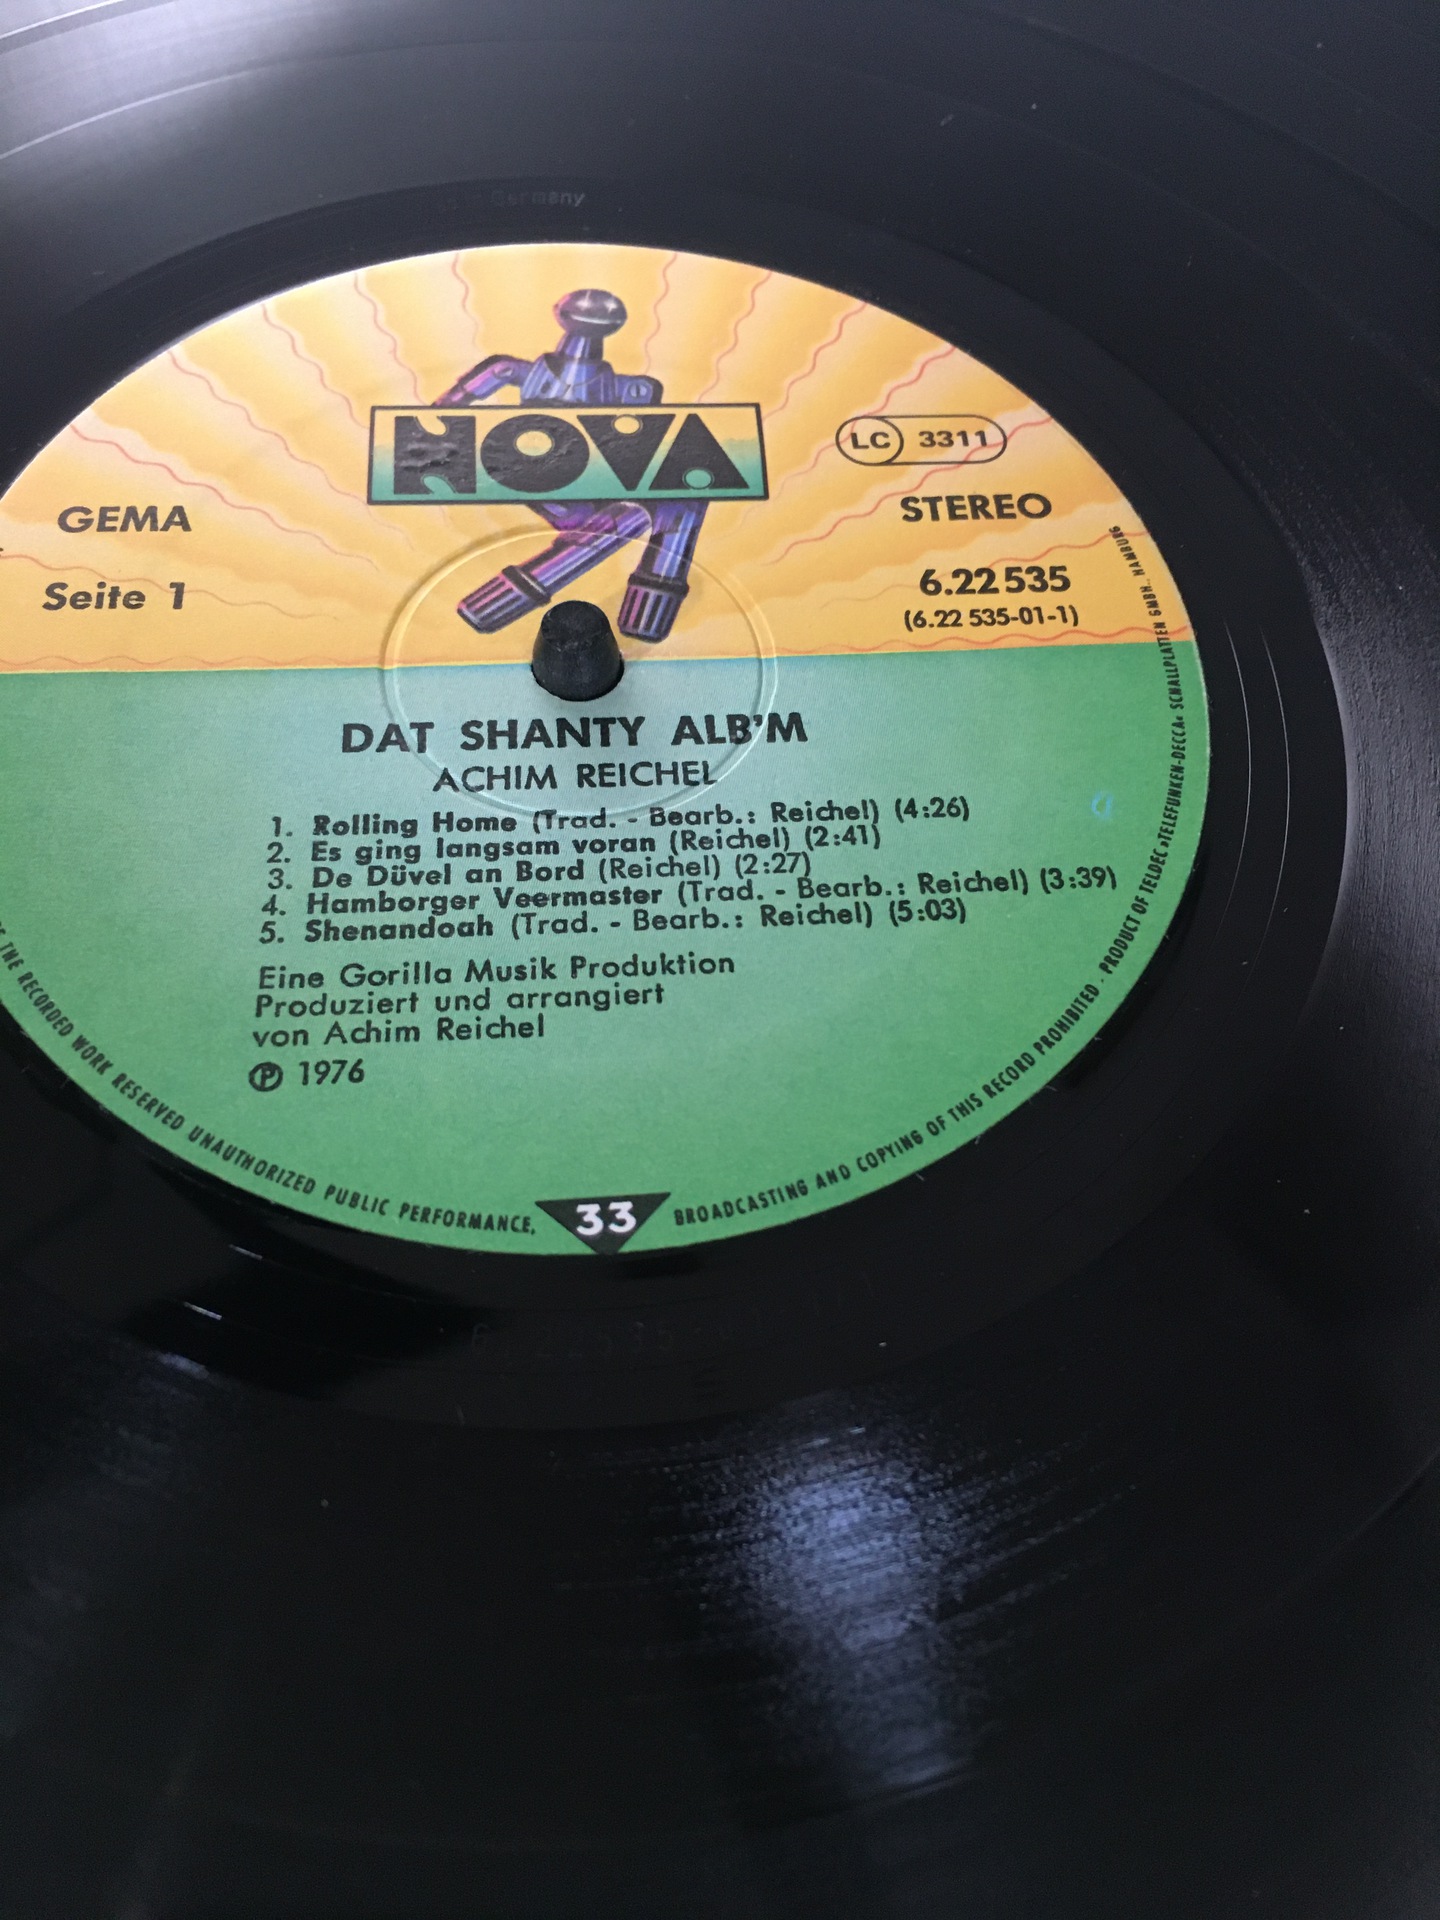 Germany
NOVA
LC 3311
GEMA
STEREO
Seite 1
6.22 535
(6.22 535-01-1)
DAT SHANTY ALB'M
ACHIM REICHEL
1. Rolling Home (Trad. - Bearb.: Reichel) (4:26)
2. Es ging langsam voran (Reichel) (2:41)
3. De Düvel an Bord (Reichel) (2:27)
4. Hamborger Veermaster (Trad. - Bearb.: Reichel) (3:39)
5. Shenandoah (Trad. - Bearb.: Reichel) (5:03)
Eine Gorilla Musik Produktion
Produziert und arrangiert
von Achim Reichel
Ⓟ 1976
THE RECORDED WORK RESERVED UNAUTHORIZED PUBLIC PERFORMANCE, BROADCASTING AND COPYING OF THIS RECORD PROHIBITED · PRODUCT OF TELDEC »TELEFUNKEN-DECCA« SCHALLPLATTEN GMBH., HAMBURG
33